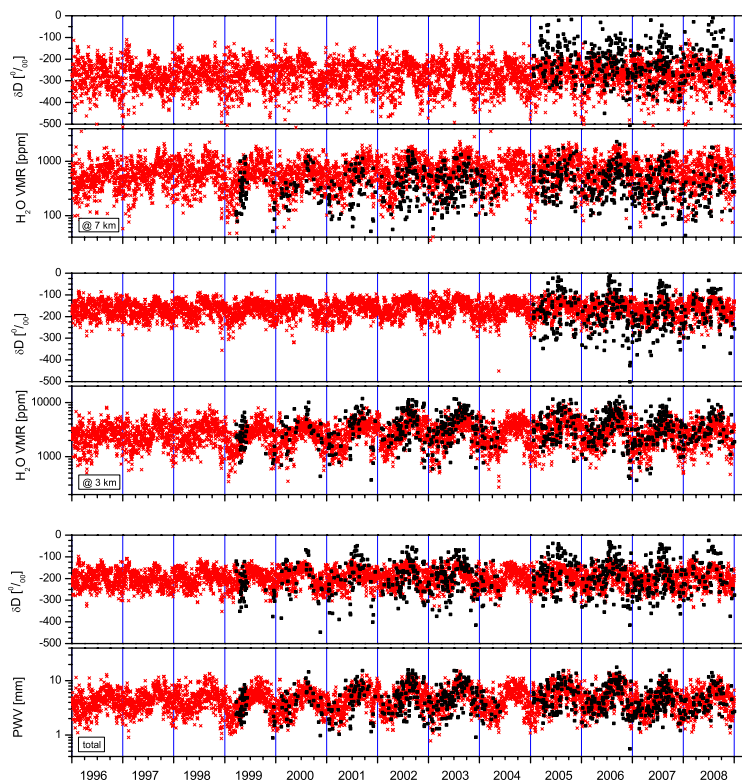 0
-100
-200
-300
-400
-500
δD [⁰/₀₀]
1000
100
H₂O VMR [ppm]
@ 7 km
0
-100
-200
-300
-400
-500
δD [⁰/₀₀]
10000
1000
H₂O VMR [ppm]
@ 3 km
0
-100
-200
-300
-400
-500
δD [⁰/₀₀]
10
1
PWV [mm]
total
1996 1997 1998 1999 2000 2001 2002 2003 2004 2005 2006 2007 2008